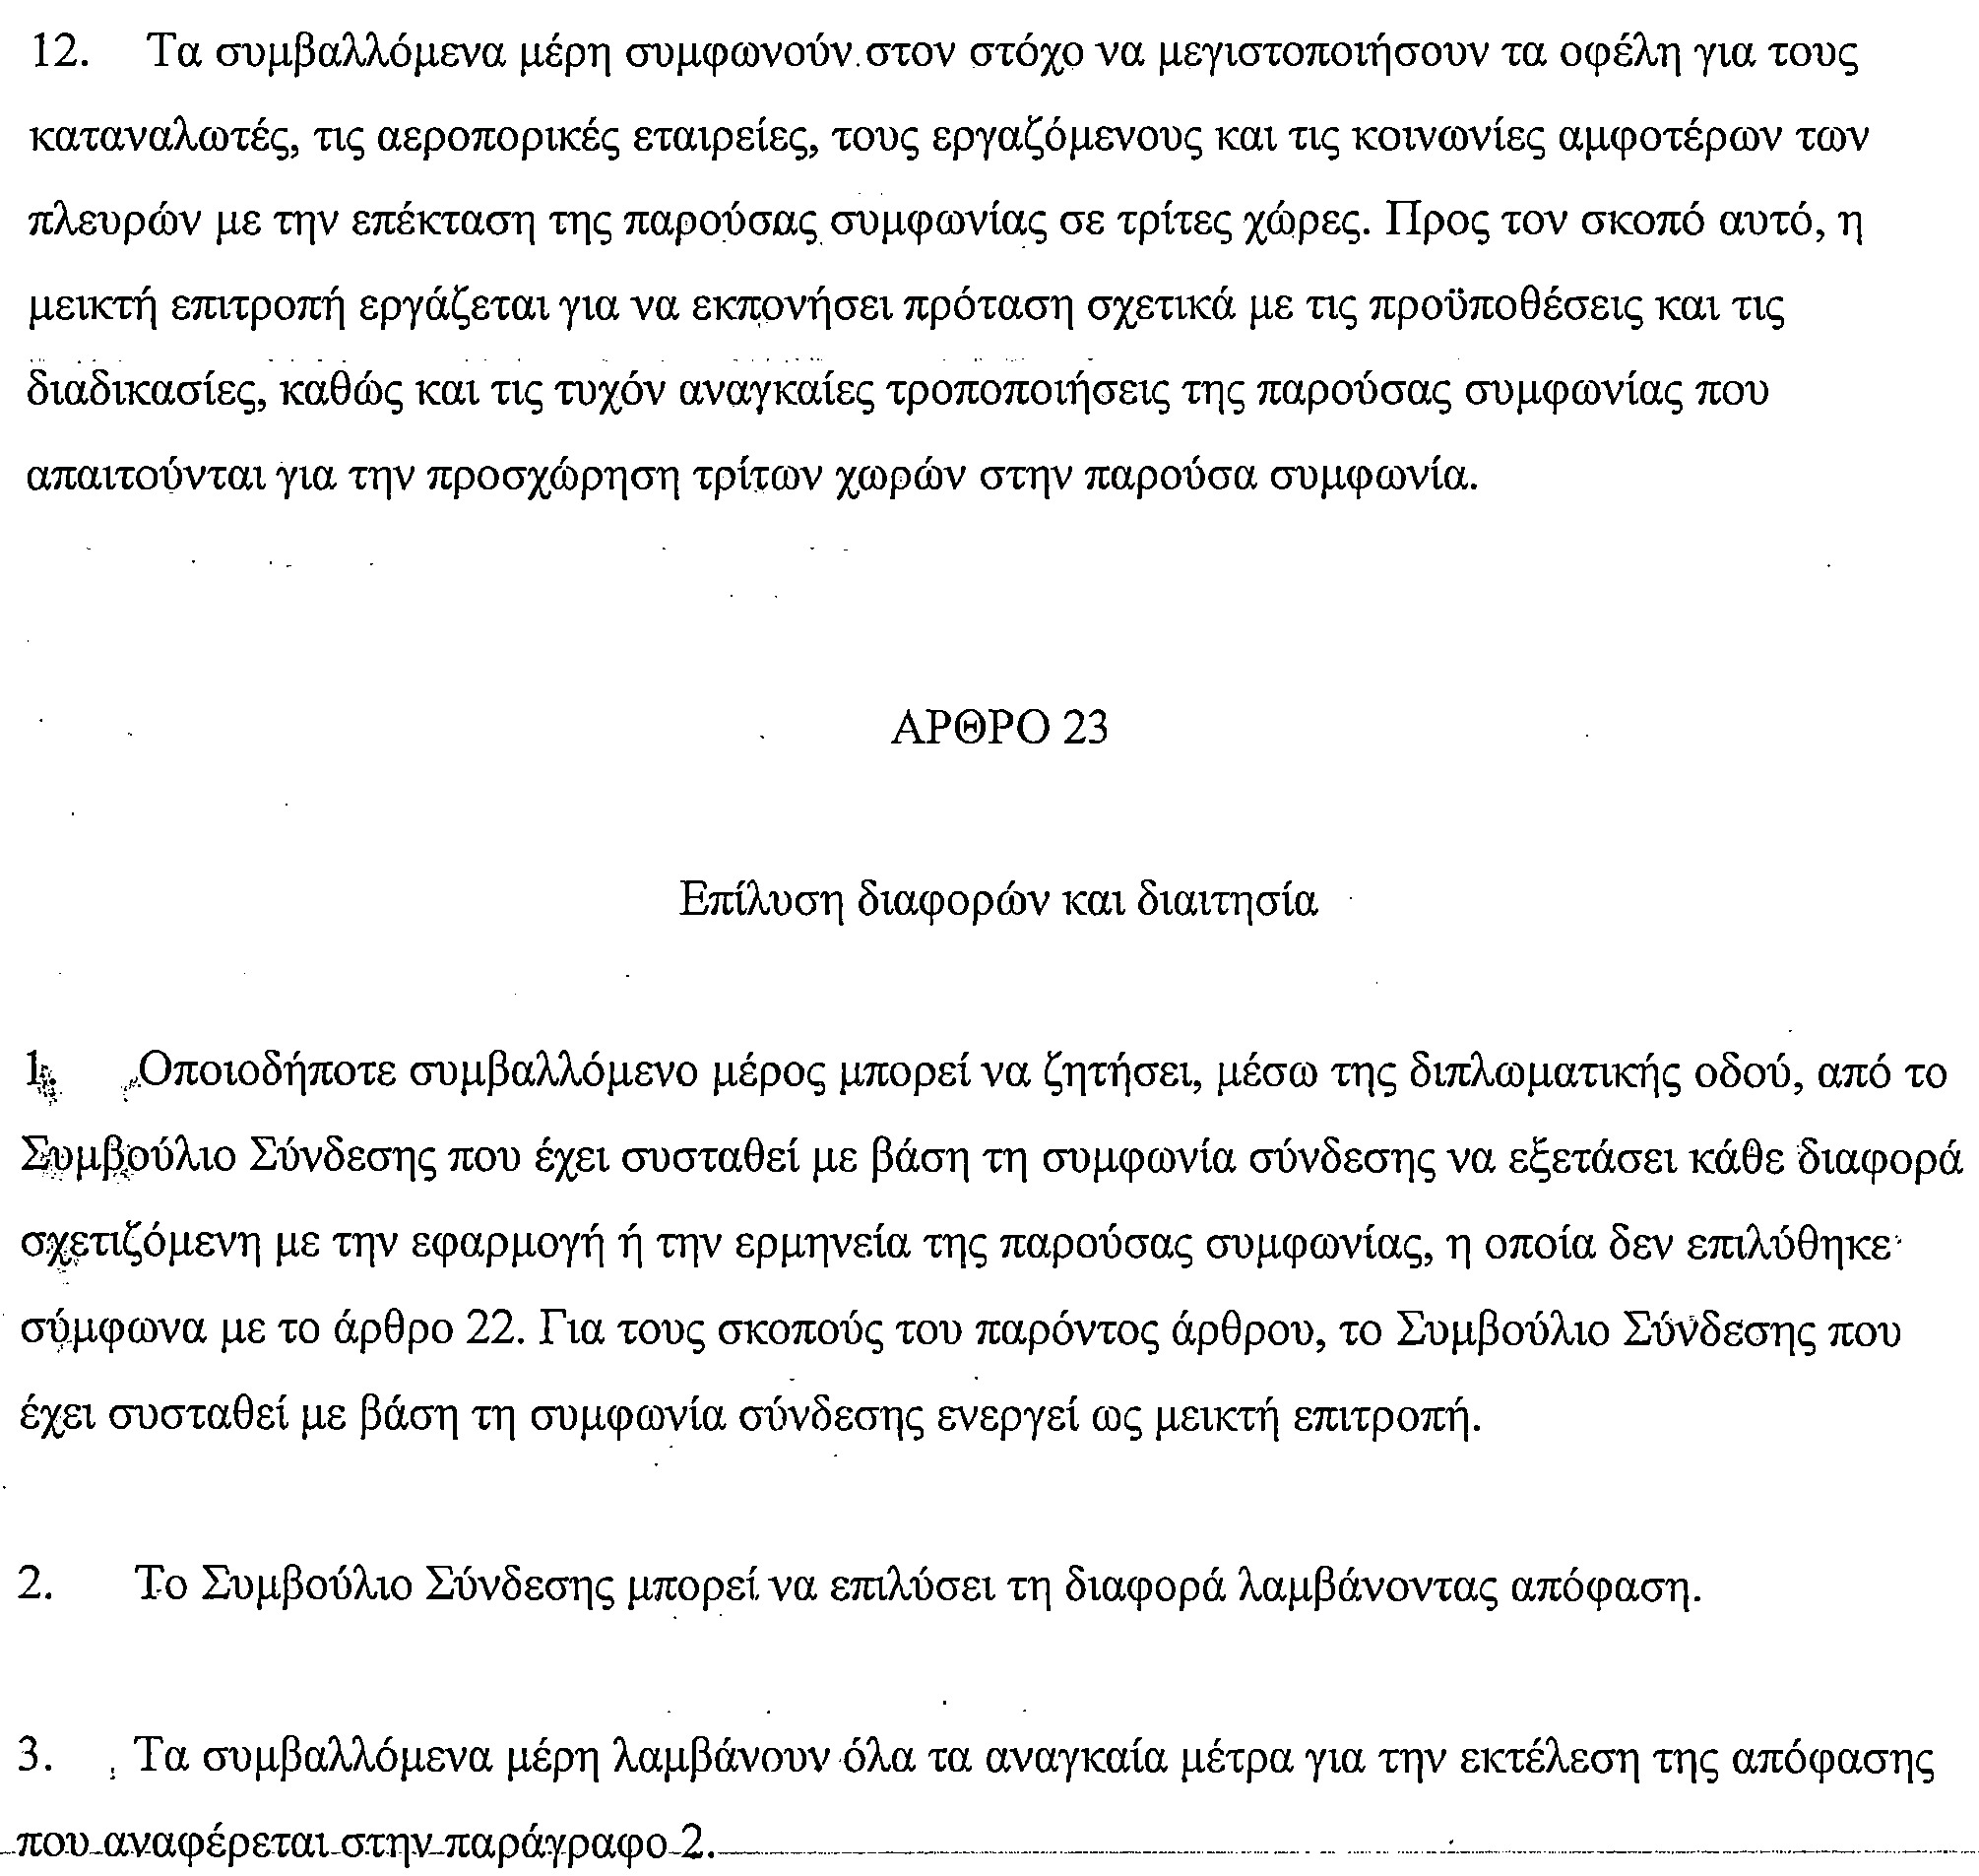 12. Τα συμβαλλόμενα μέρη συμφωνούν στον στόχο να μεγιστοποιήσουν τα οφέλη για τους
καταναλωτές, τις αεροπορικές εταιρείες, τους εργαζόμενους και τις κοινωνίες αμφοτέρων των
πλευρών με την επέκταση της παρούσας συμφωνίας σε τρίτες χώρες. Προς τον σκοπό αυτό, η
μεικτή επιτροπή εργάζεται για να εκπονήσει πρόταση σχετικά με τις προϋποθέσεις και τις
διαδικασίες, καθώς και τις τυχόν αναγκαίες τροποποιήσεις της παρούσας συμφωνίας που
απαιτούνται για την προσχώρηση τρίτων χωρών στην παρούσα συμφωνία.
ΑΡΘΡΟ 23
Επίλυση διαφορών και διαιτησία
1. Οποιοδήποτε συμβαλλόμενο μέρος μπορεί να ζητήσει, μέσω της διπλωματικής οδού, από το
Συμβούλιο Σύνδεσης που έχει συσταθεί με βάση τη συμφωνία σύνδεσης να εξετάσει κάθε διαφορά
σχετιζόμενη με την εφαρμογή ή την ερμηνεία της παρούσας συμφωνίας, η οποία δεν επιλύθηκε
σύμφωνα με το άρθρο 22. Για τους σκοπούς του παρόντος άρθρου, το Συμβούλιο Σύνδεσης που
έχει συσταθεί με βάση τη συμφωνία σύνδεσης ενεργεί ως μεικτή επιτροπή.
2. Το Συμβούλιο Σύνδεσης μπορεί να επιλύσει τη διαφορά λαμβάνοντας απόφαση.
3. Τα συμβαλλόμενα μέρη λαμβάνουν όλα τα αναγκαία μέτρα για την εκτέλεση της απόφασης
που αναφέρεται στην παράγραφο 2.